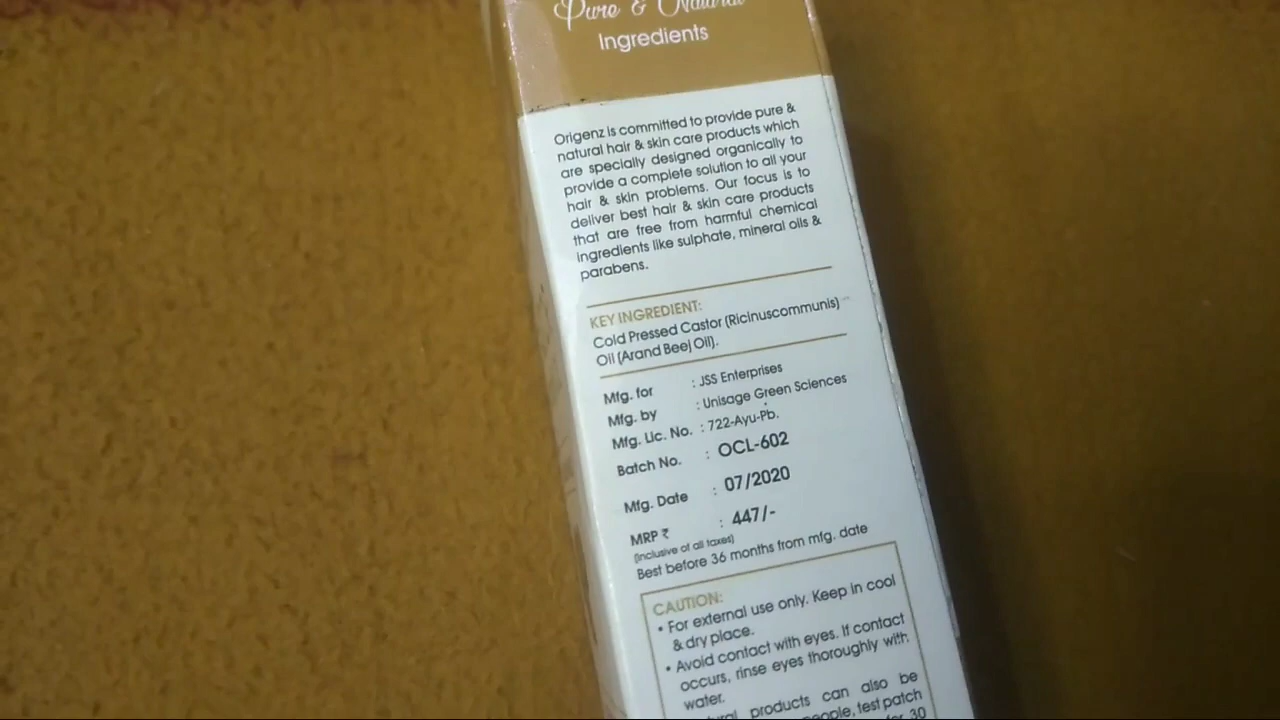 Pure & Natural
Ingredients
Origenz is committed to provide pure &
natural hair & skin care products which
are specially designed organically to
provide a complete solution to all your
hair & skin problems. Our focus is to
deliver best hair & skin care products
that are free from harmful chemical
ingredients like sulphate, mineral oils &
parabens.
KEY INGREDIENT:
Cold Pressed Castor (Ricinuscommunis)
Oil (Arand Beej Oil).
Mfg. for : JSS Enterprises
Mfg. by : Unisage Green Sciences
Mfg. Lic. No. : 722-Ayu-Pb.
Batch No. : OCL-602
Mfg. Date : 07/2020
MRP ₹ : 447/-
(Inclusive of all taxes)
Best before 36 months from mfg. date
CAUTION:
• For external use only. Keep in cool
& dry place.
• Avoid contact with eyes. If contact
occurs, rinse eyes thoroughly with
water.
products can also be
people, test patch
for 30